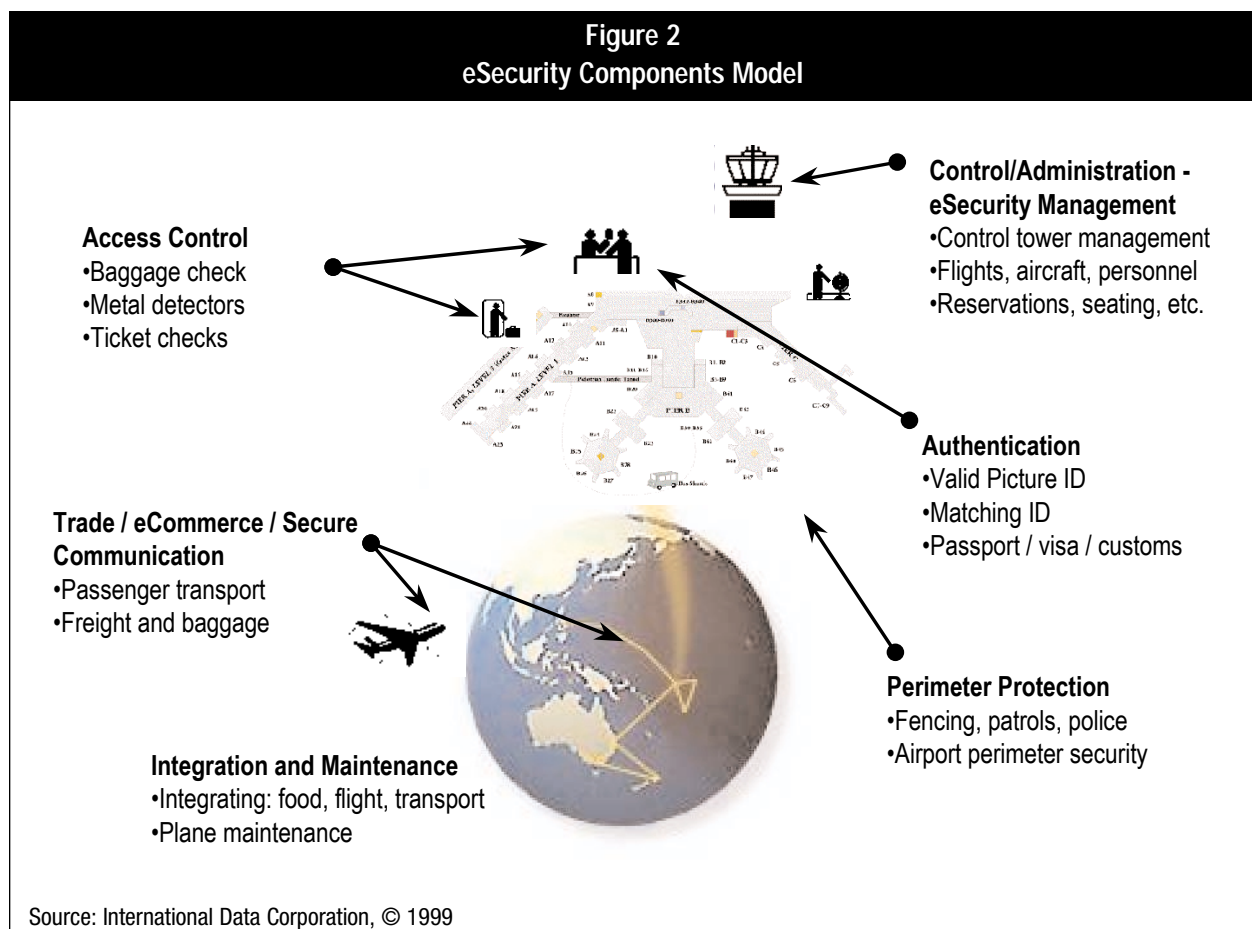 Figure 2
eSecurity Components Model
Control/Administration -
eSecurity Management
•Control tower management
•Flights, aircraft, personnel
•Reservations, seating, etc.
Access Control
•Baggage check
•Metal detectors
•Ticket checks
Authentication
•Valid Picture ID
•Matching ID
•Passport / visa / customs
Trade / eCommerce / Secure
Communication
•Passenger transport
•Freight and baggage
Perimeter Protection
•Fencing, patrols, police
•Airport perimeter security
Integration and Maintenance
•Integrating: food, flight, transport
•Plane maintenance
PIER B
C1-C3
Source: International Data Corporation, © 1999